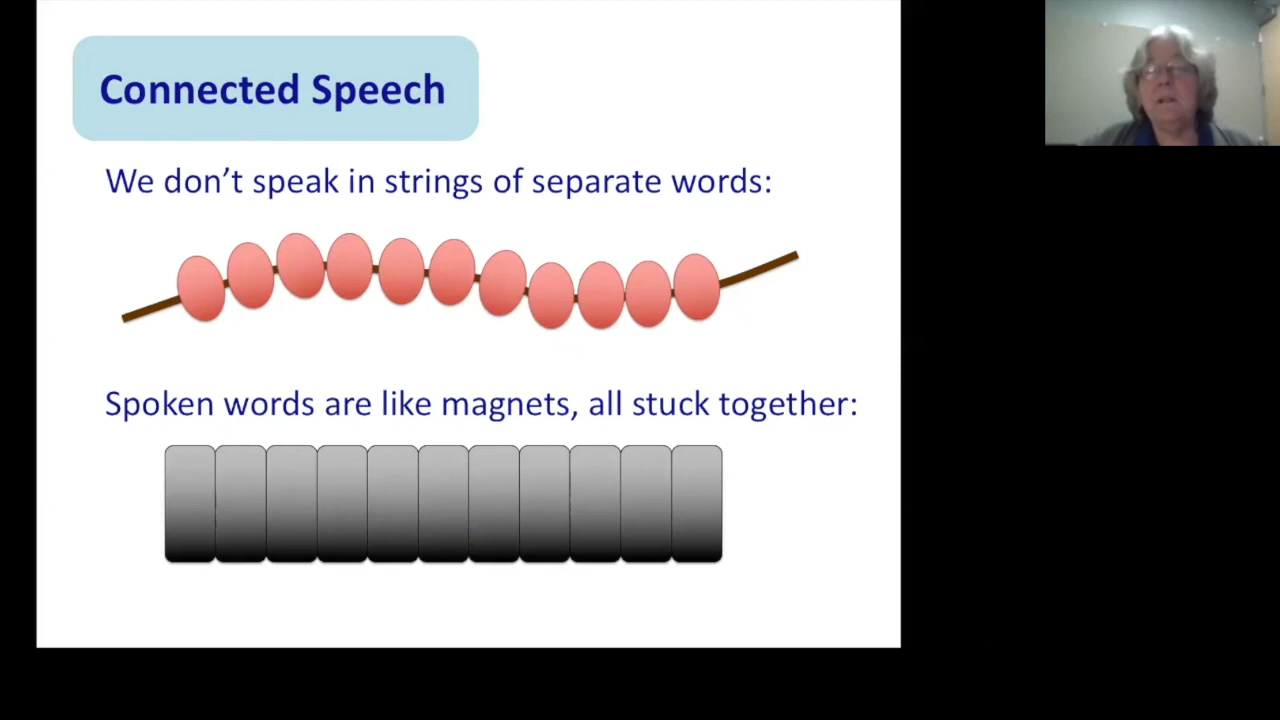 Connected Speech
We don’t speak in strings of separate words:
Spoken words are like magnets, all stuck together: